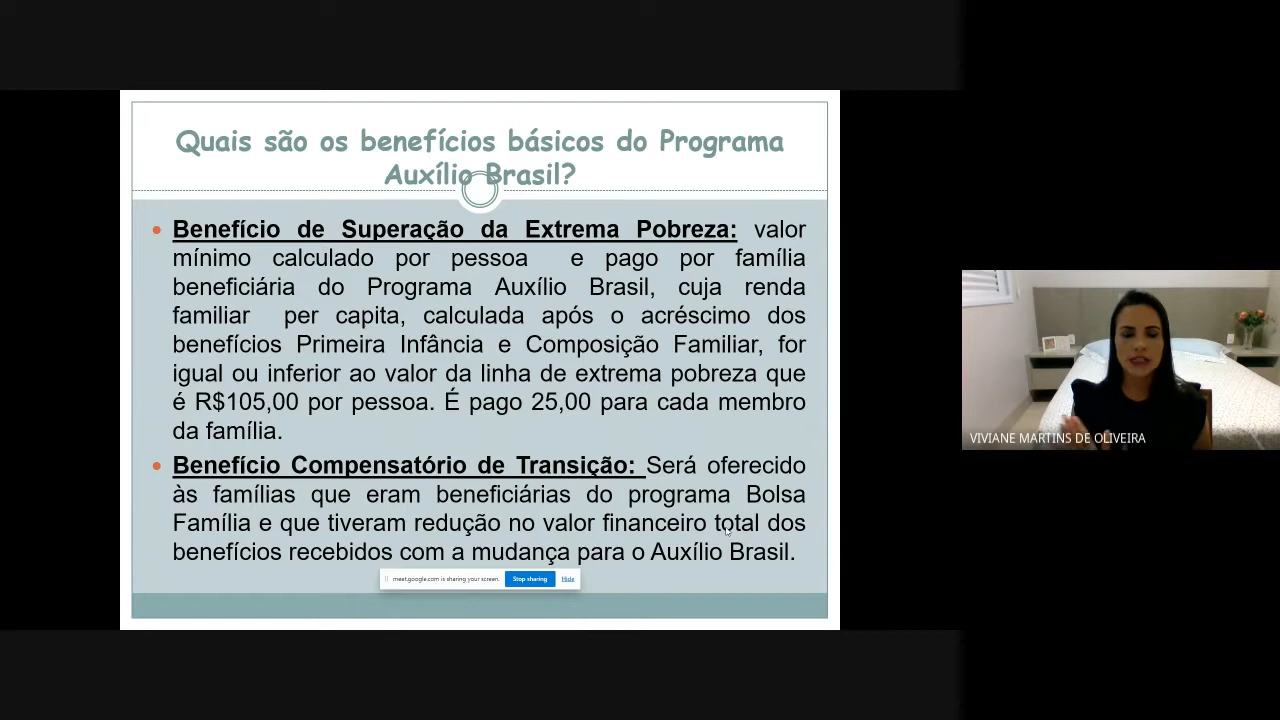 Quais são os benefícios básicos do Programa
Auxílio Brasil?
Benefício de Superação da Extrema Pobreza: valor
mínimo calculado por pessoa e pago por família
beneficiária do Programa Auxílio Brasil, cuja renda
familiar per capita, calculada após o acréscimo dos
benefícios Primeira Infância e Composição Familiar, for
igual ou inferior ao valor da linha de extrema pobreza que
é R$105,00 por pessoa. É pago 25,00 para cada membro
da família.
Benefício Compensatório de Transição: Será oferecido
às famílias que eram beneficiárias do programa Bolsa
Família e que tiveram redução no valor financeiro total dos
benefícios recebidos com a mudança para o Auxílio Brasil.
meet.google.com is sharing your screen. Stop sharing Hide
VIVIANE MARTINS DE OLIVEIRA